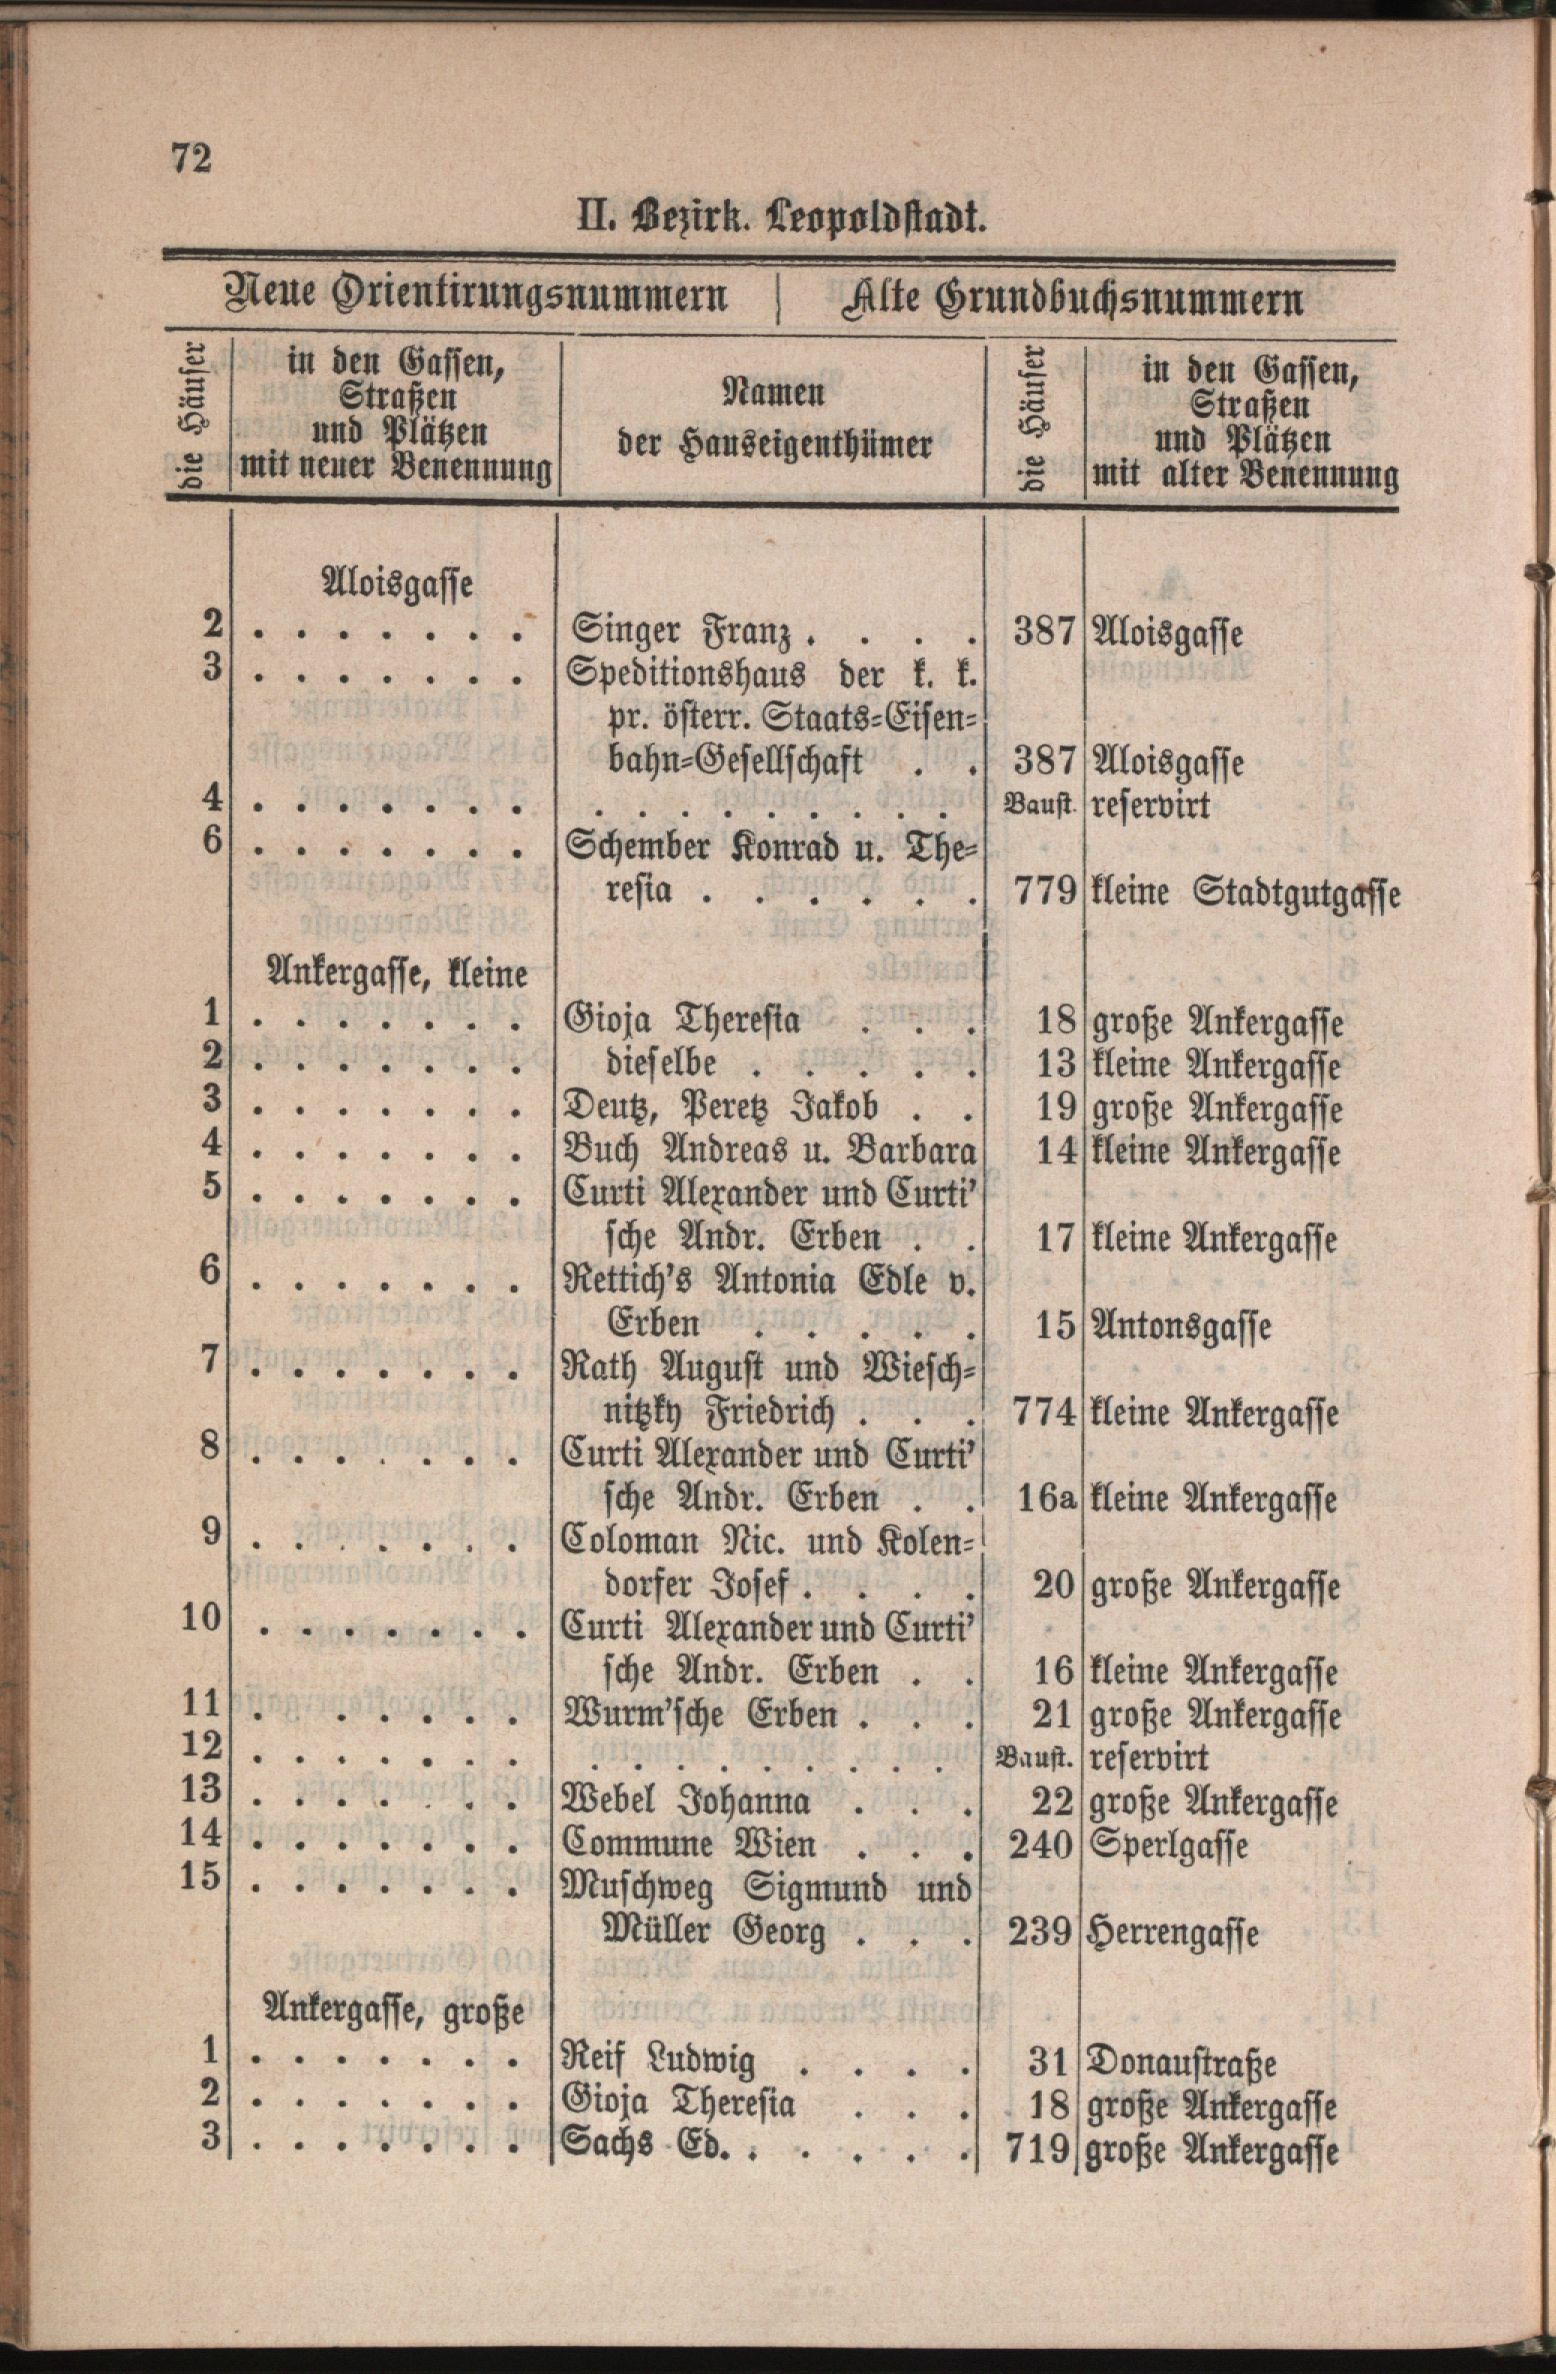 72
II. Bezirk. Leopoldstadt.
Neue Orientirungsnummern | Alte Grundbuchsnummern
die Häuser
in den Gassen,
Straßen
und Plätzen
mit neuer Benennung
Namen
der Hauseigenthümer
die Häuser
in den Gassen,
Straßen
und Plätzen
mit alter Benennung
Aloisgasse
2 . . . . . . . Singer Franz . . . . 387 Aloisgasse
3 . . . . . . . Speditionshaus der k. k.
pr. österr. Staats=Eisen=
bahn=Gesellschaft . . 387 Aloisgasse
4 . . . . . . . . . . . . . . . . Baust. reservirt
6 . . . . . . . Schember Konrad u. The=
resia . . . . . . 779 kleine Stadtgutgasse
Ankergasse, kleine
1 . . . . . . . Gioja Theresia . . . 18 große Ankergasse
2 . . . . . . . dieselbe . . . . . 13 kleine Ankergasse
3 . . . . . . . Deutz, Peretz Jakob . . 19 große Ankergasse
4 . . . . . . . Buch Andreas u. Barbara 14 kleine Ankergasse
5 . . . . . . . Curti Alexander und Curti'
sche Andr. Erben . . 17 kleine Ankergasse
6 . . . . . . . Rettich's Antonia Edle v.
Erben . . . . . 15 Antonsgasse
7 . . . . . . . Rath August und Wiesch=
nitzky Friedrich . . . 774 kleine Ankergasse
8 . . . . . . . Curti Alexander und Curti'
sche Andr. Erben . . 16a kleine Ankergasse
9 . . . . . . . Coloman Nic. und Kolen=
dorfer Josef . . . . 20 große Ankergasse
10 . . . . . . . Curti Alexander und Curti'
sche Andr. Erben . . 16 kleine Ankergasse
11 . . . . . . . Wurm'sche Erben . . . 21 große Ankergasse
12 . . . . . . . . . . . . . . . . Baust. reservirt
13 . . . . . . . Webel Johanna . . . 22 große Ankergasse
14 . . . . . . . Commune Wien . . . 240 Sperlgasse
15 . . . . . . . Muschweg Sigmund und
Müller Georg . . . 239 Herrengasse
Ankergasse, große
1 . . . . . . . Reif Ludwig . . . . 31 Donaustraße
2 . . . . . . . Gioja Theresia . . . 18 große Ankergasse
3 . . . . . . . Sachs Ed. . . . . . 719 große Ankergasse